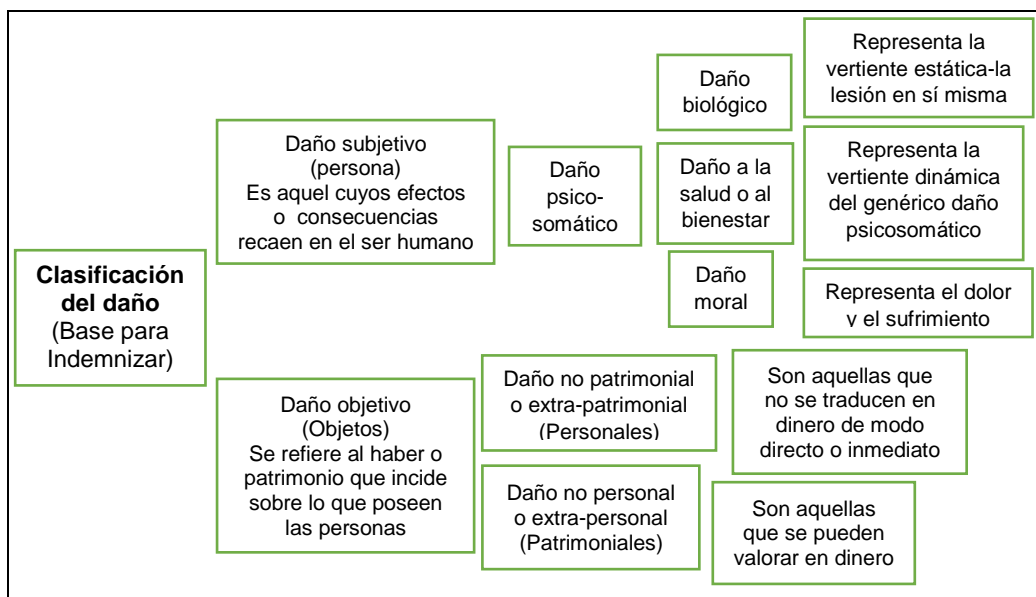 Clasificación
del daño
(Base para
Indemnizar)
Daño subjetivo
(persona)
Es aquel cuyos efectos
o consecuencias
recaen en el ser humano
Daño
psico-
somático
Daño
biológico
Representa la
vertiente estática-la
lesión en sí misma
Daño a la
salud o al
bienestar
Representa la
vertiente dinámica
del genérico daño
psicosomático
Daño
moral
Representa el dolor
y el sufrimiento
Daño objetivo
(Objetos)
Se refiere al haber o
patrimonio que incide
sobre lo que poseen
las personas
Daño no patrimonial
o extra-patrimonial
(Personales)
Son aquellas que
no se traducen en
dinero de modo
directo o inmediato
Daño no personal
o extra-personal
(Patrimoniales)
Son aquellas
que se pueden
valorar en dinero